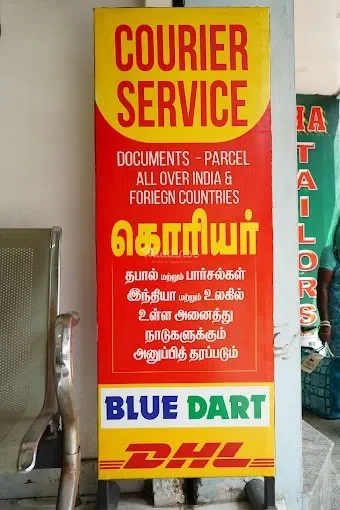 COURIER
SERVICE
DOCUMENTS - PARCEL
ALL OVER INDIA &
FORIEGN COUNTRIES
கொரியர்
தபால் மற்றும் பார்சல்கள்
இந்தியா மற்றும் உலகில்
உள்ள அனைத்து
நாடுகளுக்கும்
அனுப்பித் தரப்படும்
BLUE DART
DHL
HA
TAILORS